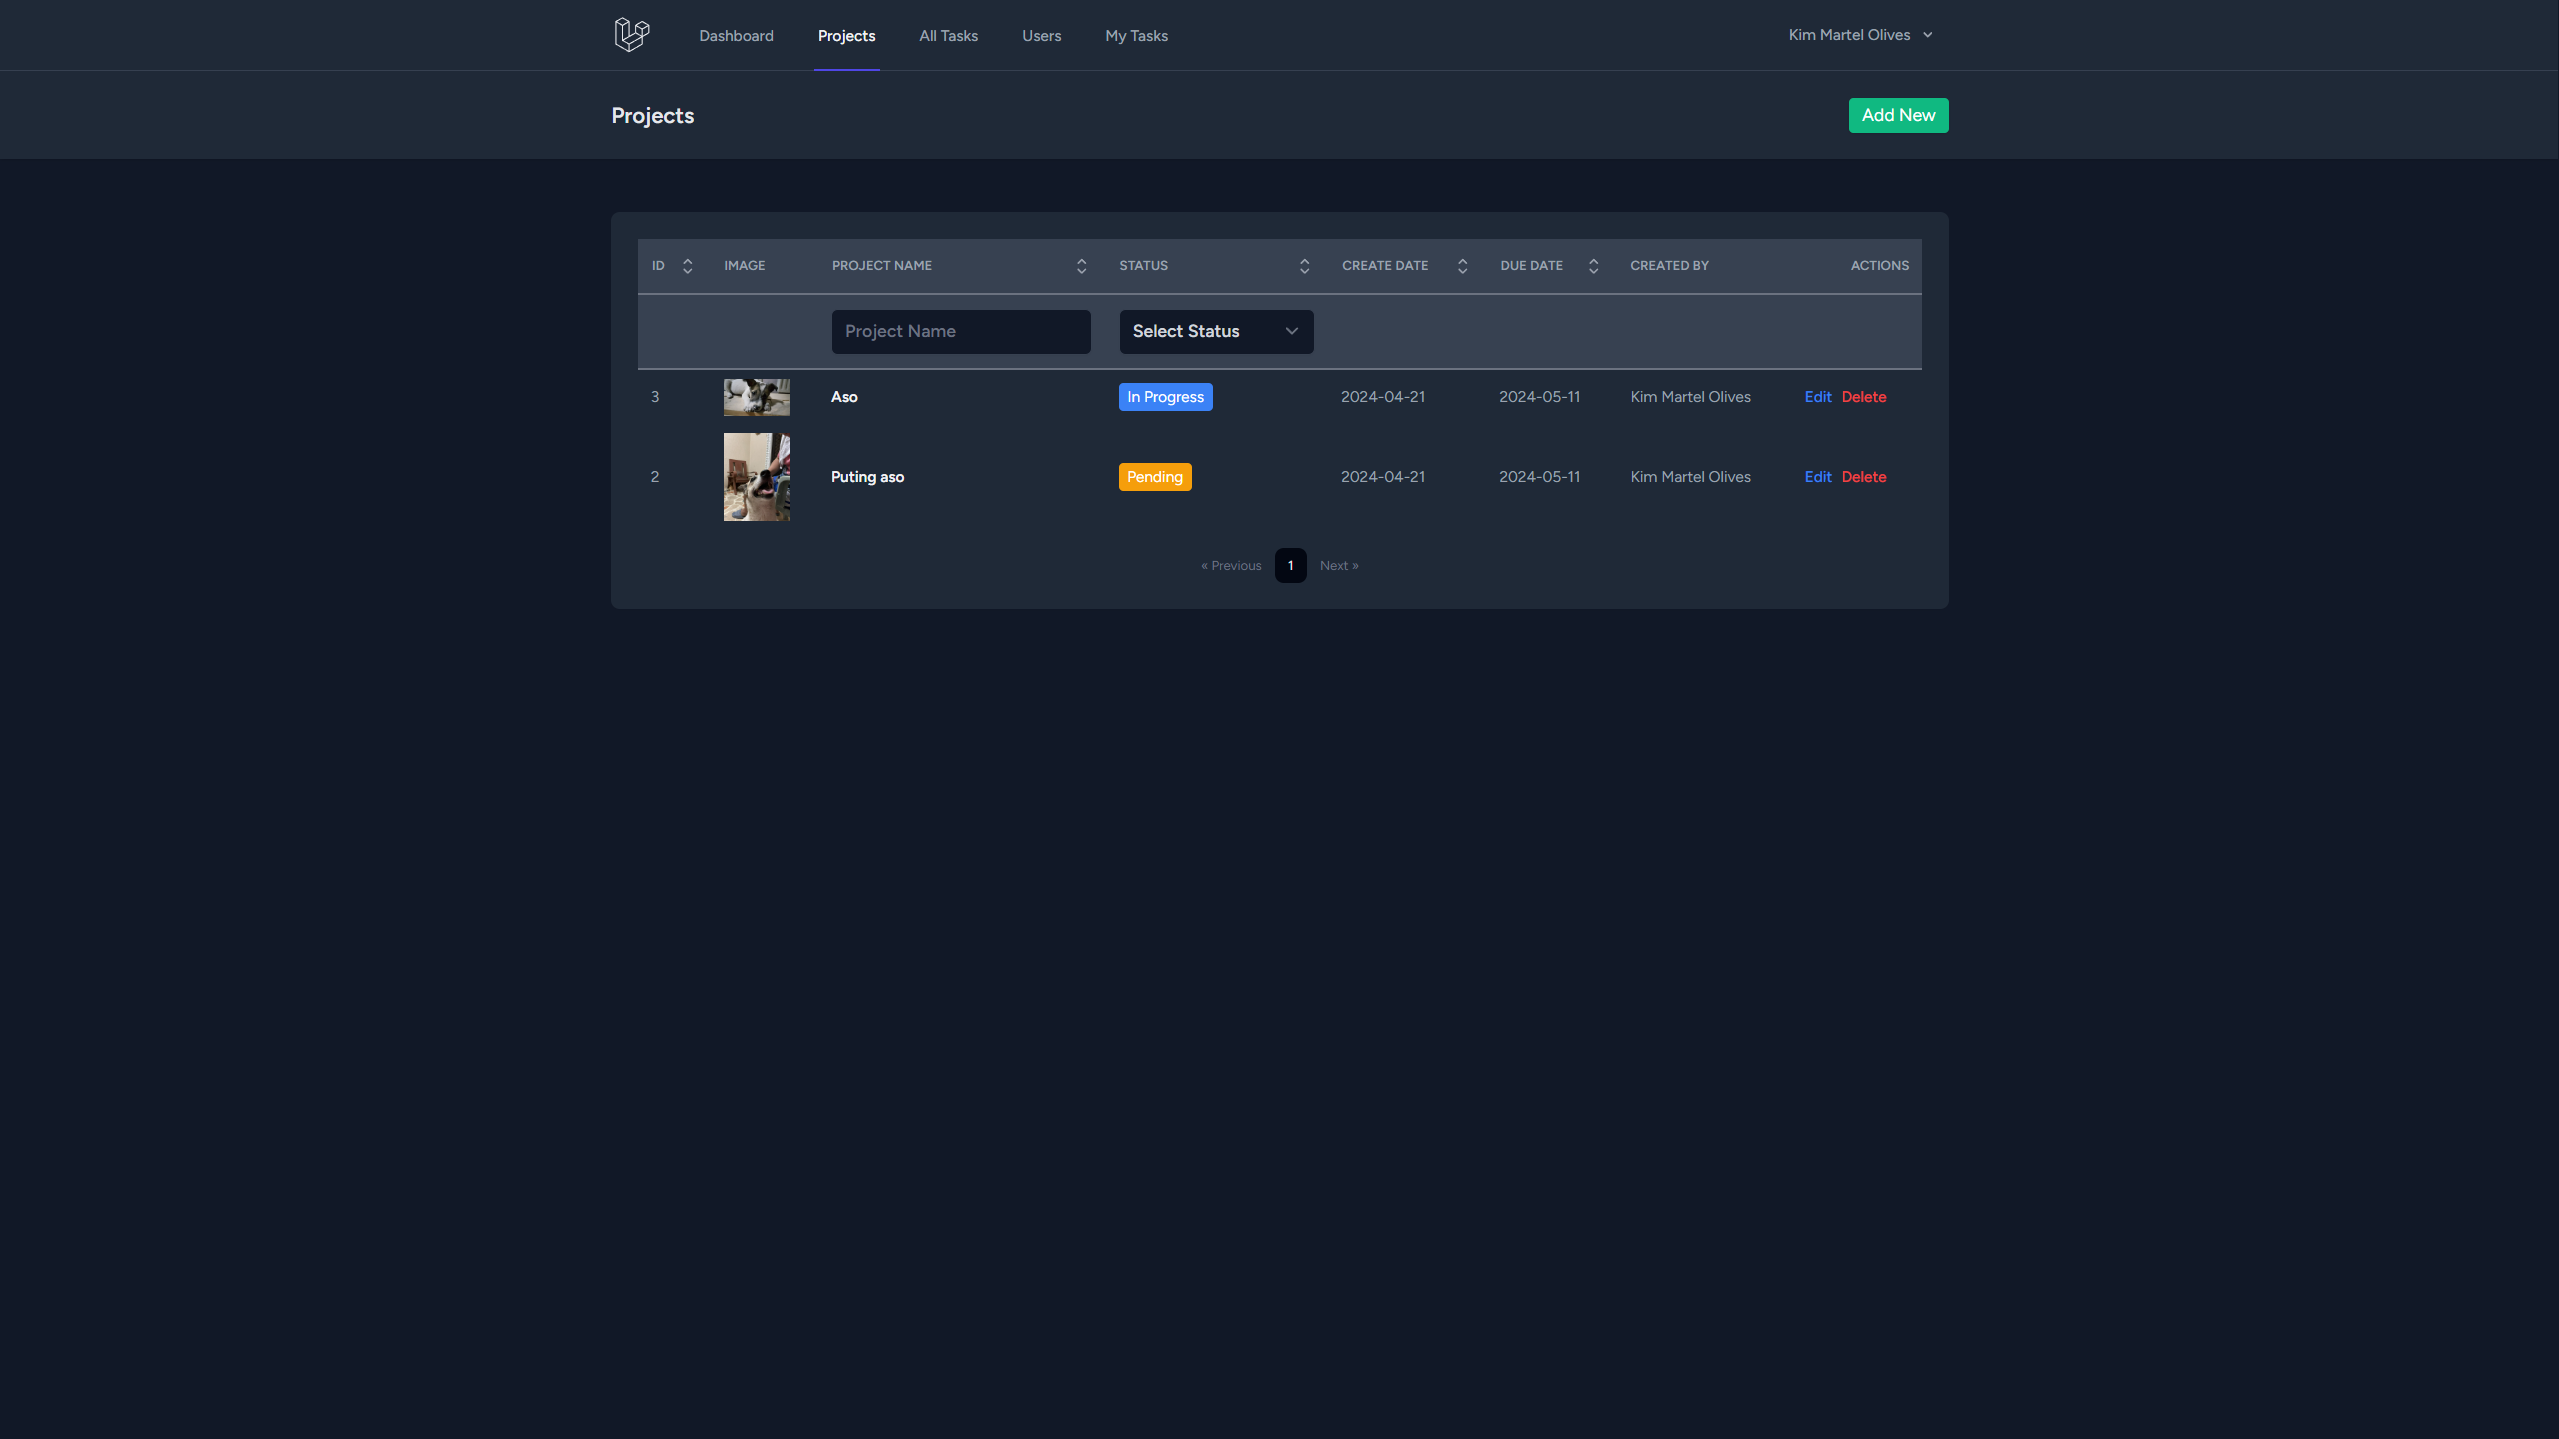 Dashboard Projects All Tasks Users My Tasks Kim Martel Olives
Projects Add New
ID IMAGE PROJECT NAME STATUS CREATE DATE DUE DATE CREATED BY ACTIONS
Project Name Select Status
3 Aso In Progress 2024-04-21 2024-05-11 Kim Martel Olives Edit Delete
2 Puting aso Pending 2024-04-21 2024-05-11 Kim Martel Olives Edit Delete
« Previous 1 Next »